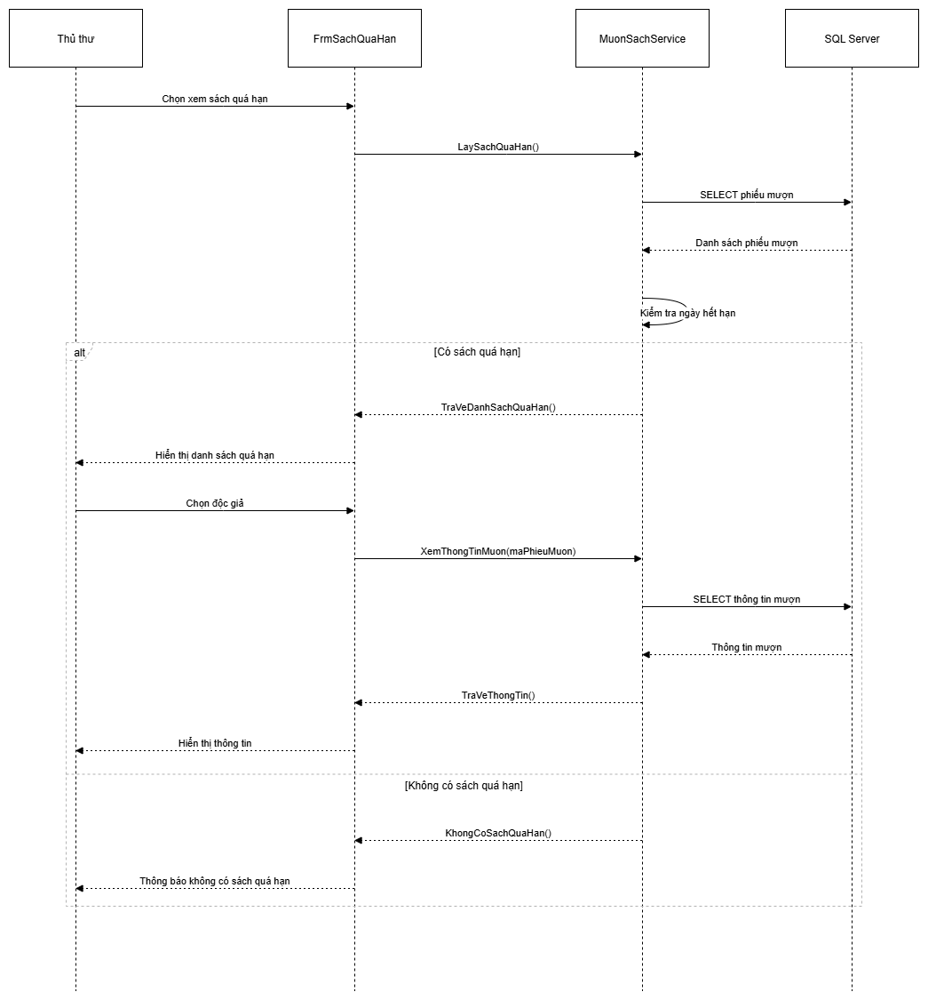 Thủ thư
FrmSachQuaHan
MuonSachService
SQL Server
Chọn xem sách quá hạn
LaySachQuaHan()
SELECT phiếu mượn
Danh sách phiếu mượn
Kiểm tra ngày hết hạn
alt
[Có sách quá hạn]
TraVeDanhSachQuaHan()
Hiển thị danh sách quá hạn
Chọn độc giả
XemThongTinMuon(maPhieuMuon)
SELECT thông tin mượn
Thông tin mượn
TraVeThongTin()
Hiển thị thông tin
[Không có sách quá hạn]
KhongCoSachQuaHan()
Thông báo không có sách quá hạn